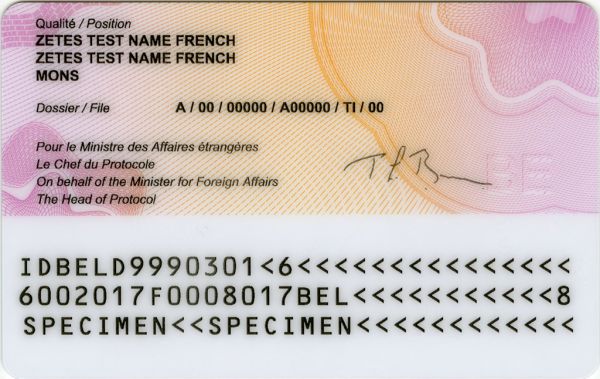 Qualité / Position
ZETES TEST NAME FRENCH
ZETES TEST NAME FRENCH
MONS
Dossier / File A / 00 / 00000 / A00000 / TI / 00
Pour le Ministre des Affaires étrangères
Le Chef du Protocole
On behalf of the Minister for Foreign Affairs
The Head of Protocol
IDBELD9990301<6<<<<<<<<<<<<<<<
6002017F0008017BEL<<<<<<<<<<<8
SPECIMEN<<SPECIMEN<<<<<<<<<<<<